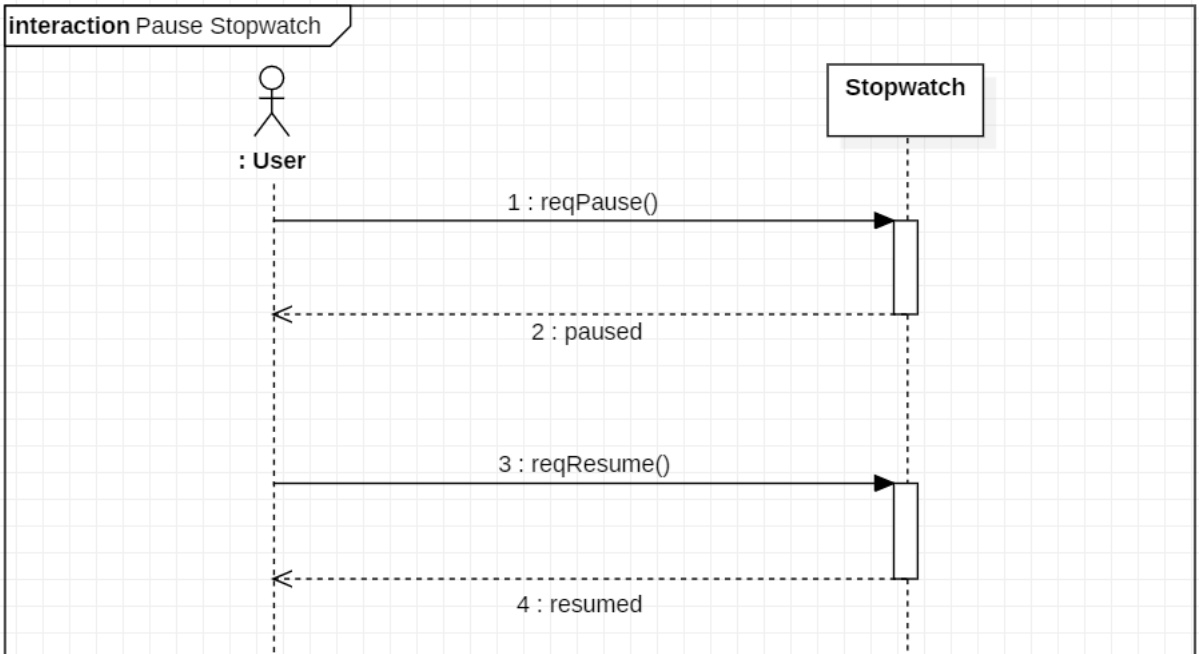 interaction Pause Stopwatch
Stopwatch
: User
1 : reqPause()
2 : paused
3 : reqResume()
4 : resumed